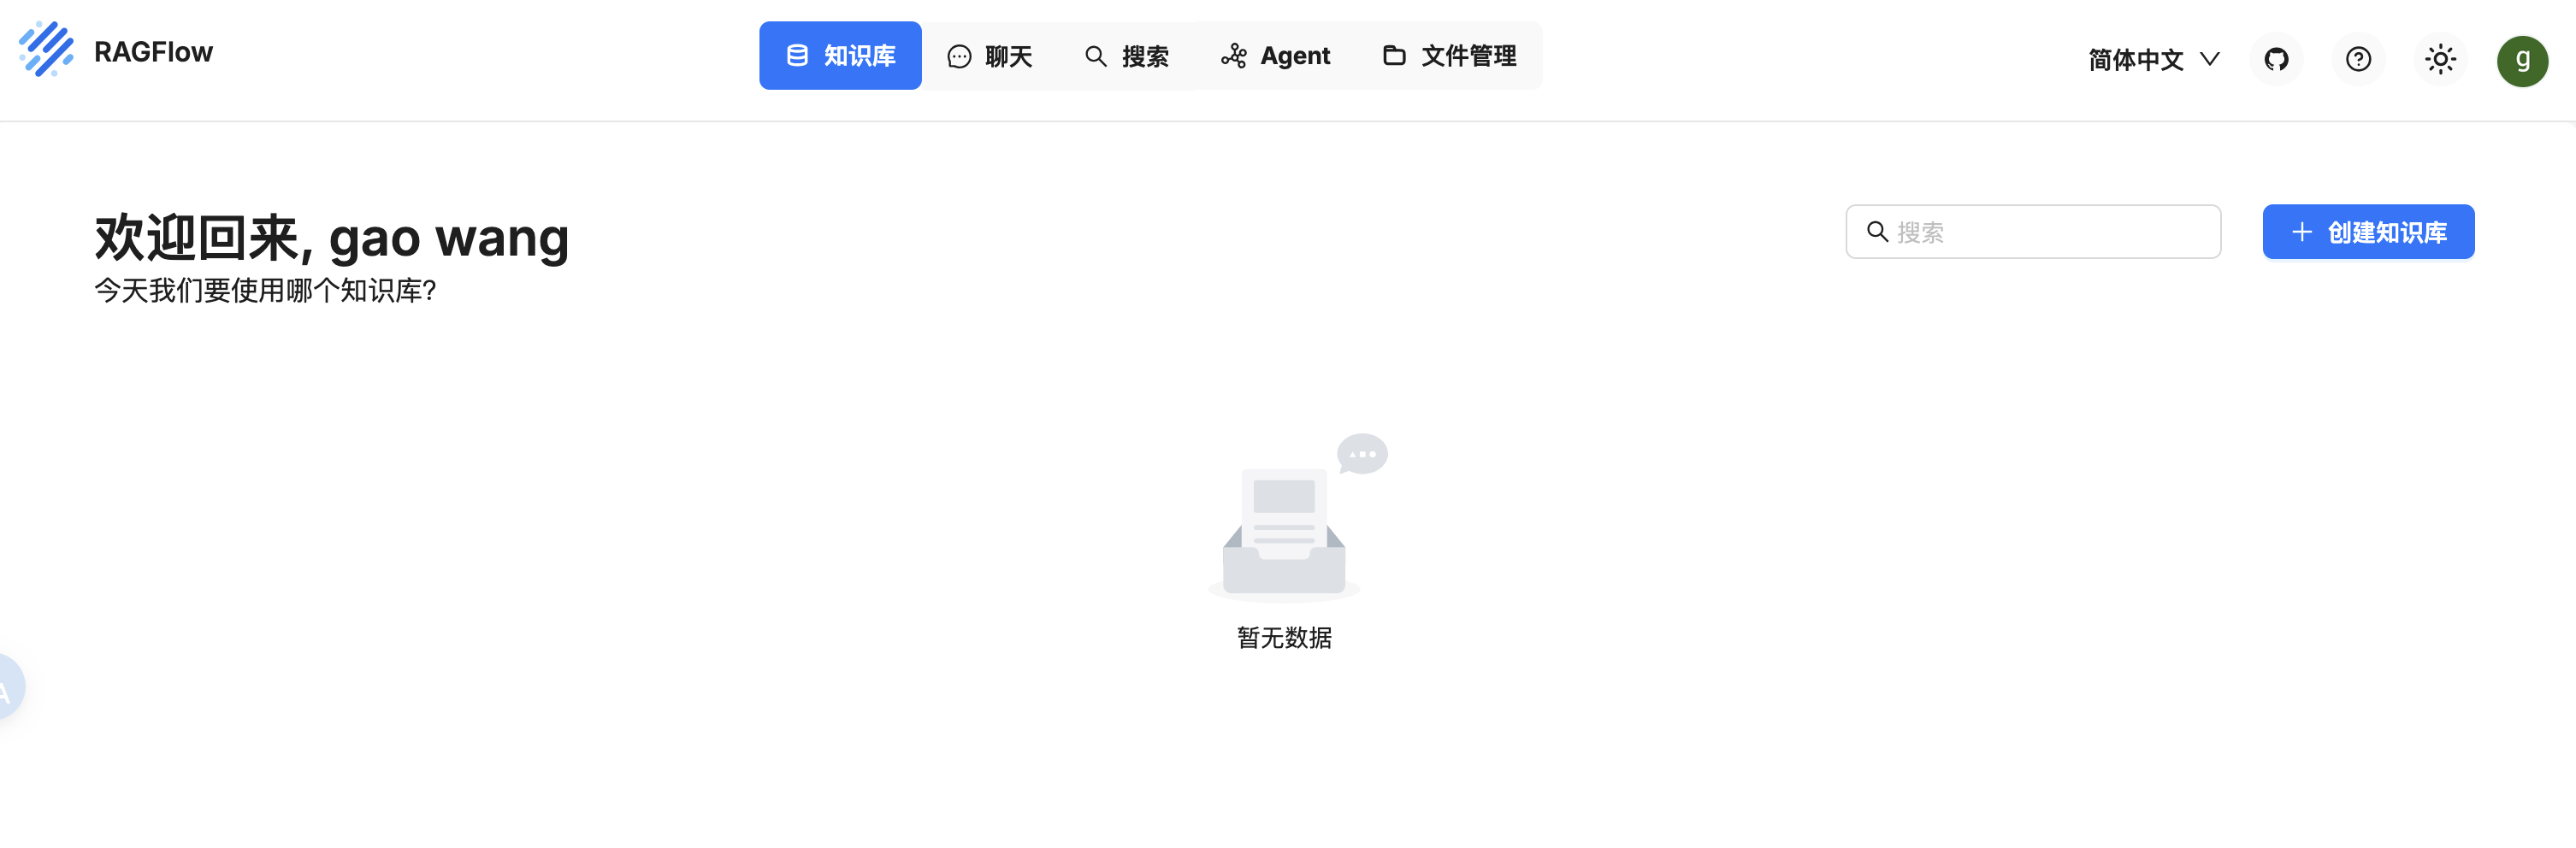 RAGFlow
知识库
聊天
搜索
Agent
文件管理
简体中文
g
欢迎回来, gao wang
今天我们要使用哪个知识库?
搜索
创建知识库
暂无数据
A